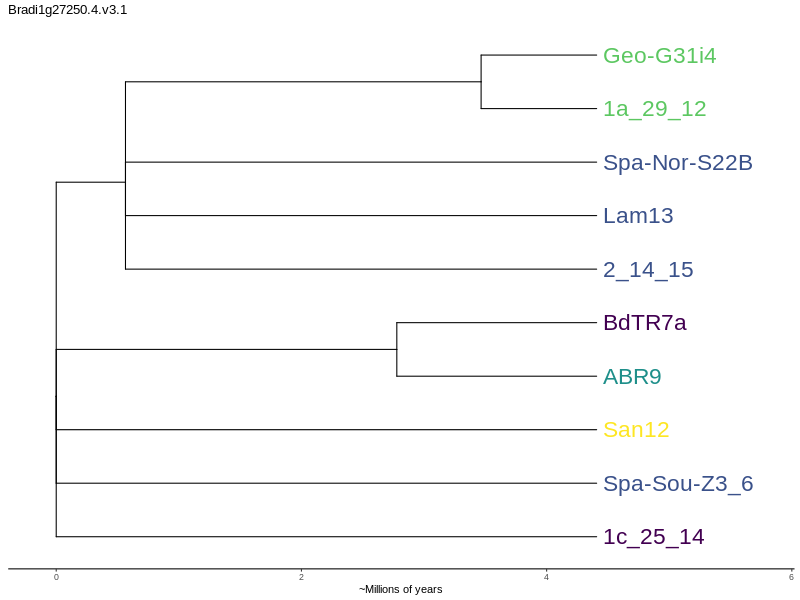 Bradi1g27250.4.v3.1
Geo-G31i4
1a_29_12
Spa-Nor-S22B
Lam13
2_14_15
BdTR7a
ABR9
San12
Spa-Sou-Z3_6
1c_25_14
0 2 4 6
~Millions of years